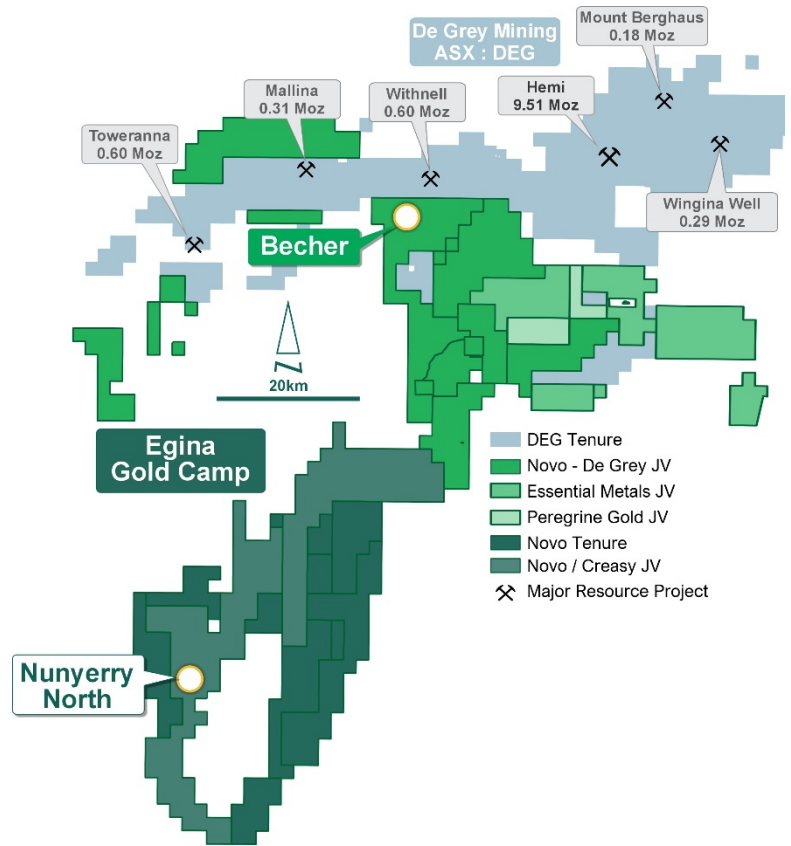 De Grey Mining
ASX : DEG
Mount Berghaus
0.18 Moz
Mallina
0.31 Moz
Withnell
0.60 Moz
Hemi
9.51 Moz
Toweranna
0.60 Moz
Wingina Well
0.29 Moz
Becher
N
20km
Egina
Gold Camp
DEG Tenure
Novo - De Grey JV
Essential Metals JV
Peregrine Gold JV
Novo Tenure
Novo / Creasy JV
Major Resource Project
Nunyerry
North